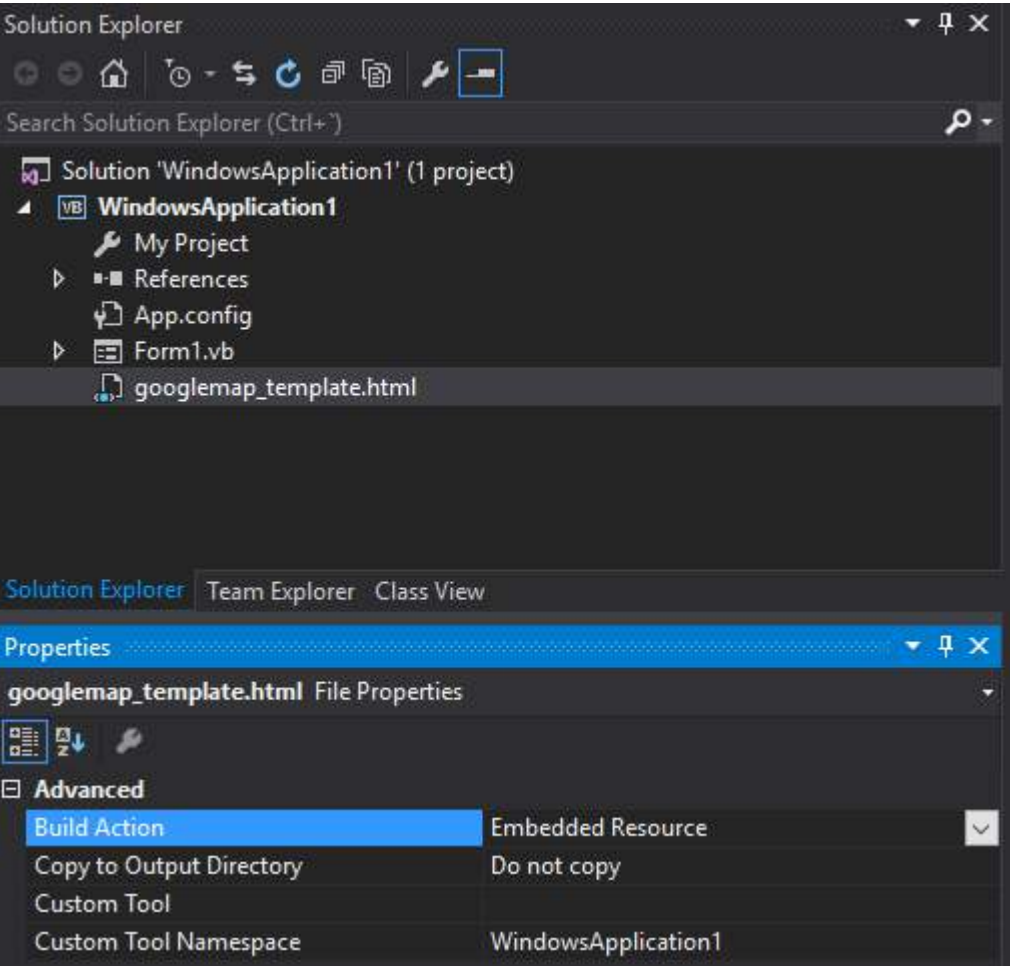 Solution Explorer
Search Solution Explorer (Ctrl+`)
Solution 'WindowsApplication1' (1 project)
VB WindowsApplication1
My Project
References
App.config
Form1.vb
googlemap_template.html
Solution Explorer Team Explorer Class View
Properties
googlemap_template.html File Properties
Advanced
Build Action Embedded Resource
Copy to Output Directory Do not copy
Custom Tool
Custom Tool Namespace WindowsApplication1